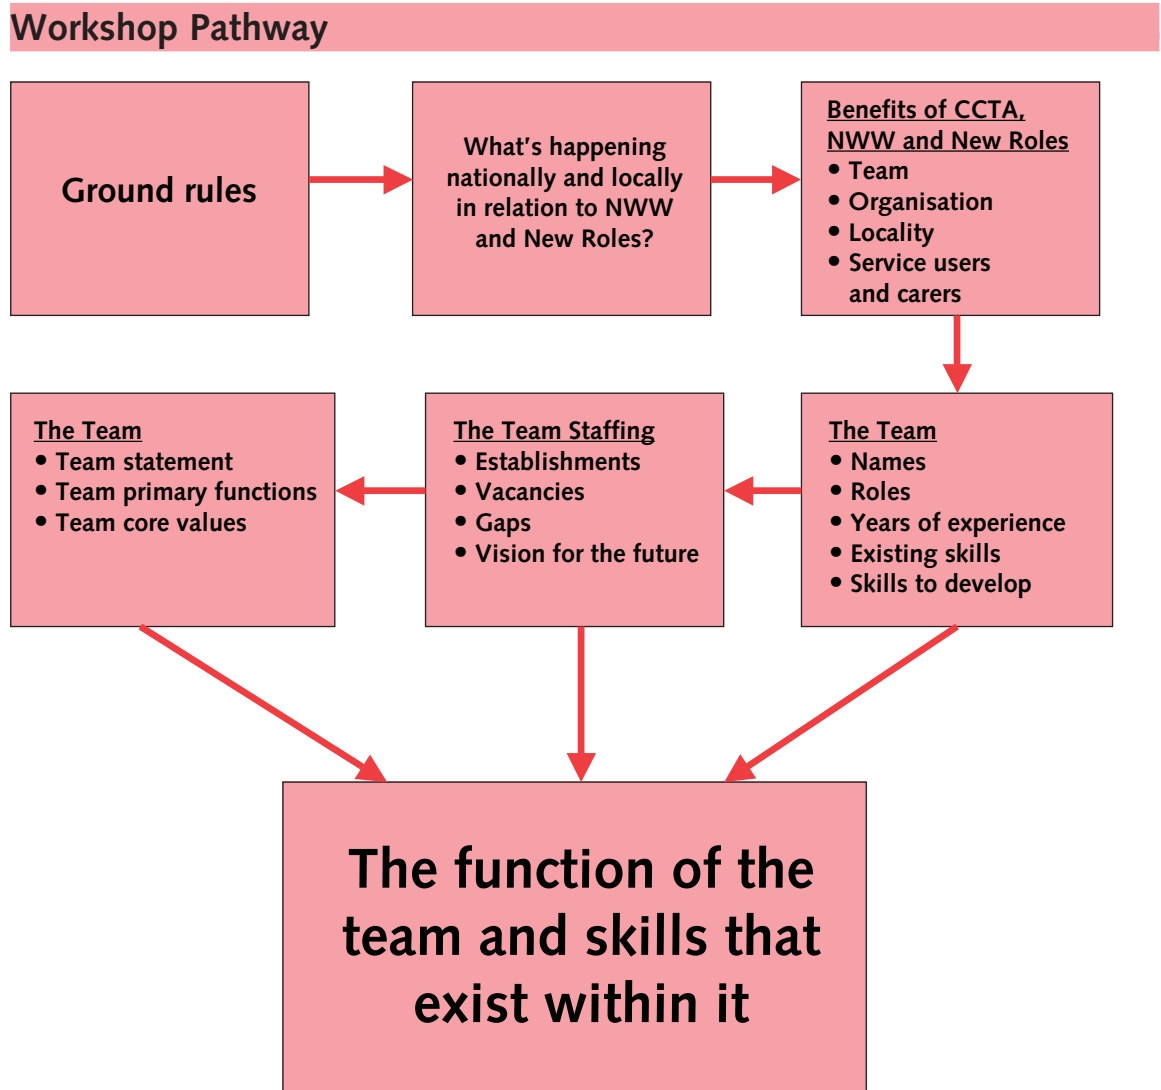 Workshop Pathway
Ground rules
What's happening
nationally and locally
in relation to NWW
and New Roles?
Benefits of CCTA,
NWW and New Roles
• Team
• Organisation
• Locality
• Service users
and carers
The Team
• Team statement
• Team primary functions
• Team core values
The Team Staffing
• Establishments
• Vacancies
• Gaps
• Vision for the future
The Team
• Names
• Roles
• Years of experience
• Existing skills
• Skills to develop
The function of the
team and skills that
exist within it